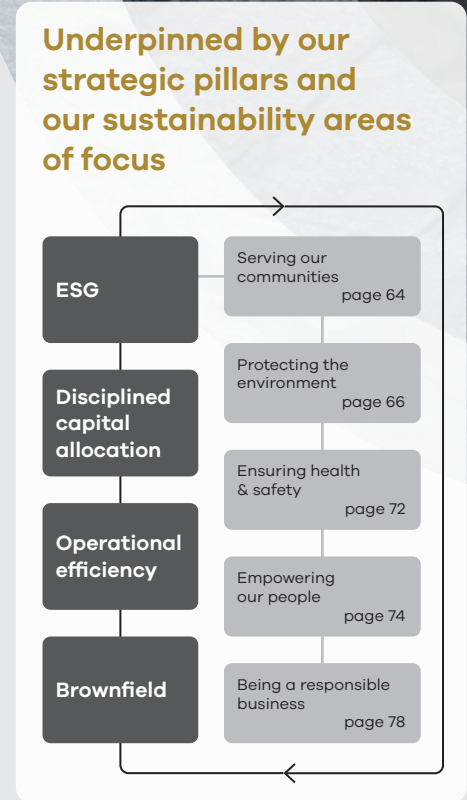 Underpinned by our
strategic pillars and
our sustainability areas
of focus
ESG
Disciplined
capital
allocation
Operational
efficiency
Brownfield
Serving our
communities
page 64
Protecting the
environment
page 66
Ensuring health
& safety
page 72
Empowering
our people
page 74
Being a responsible
business
page 78